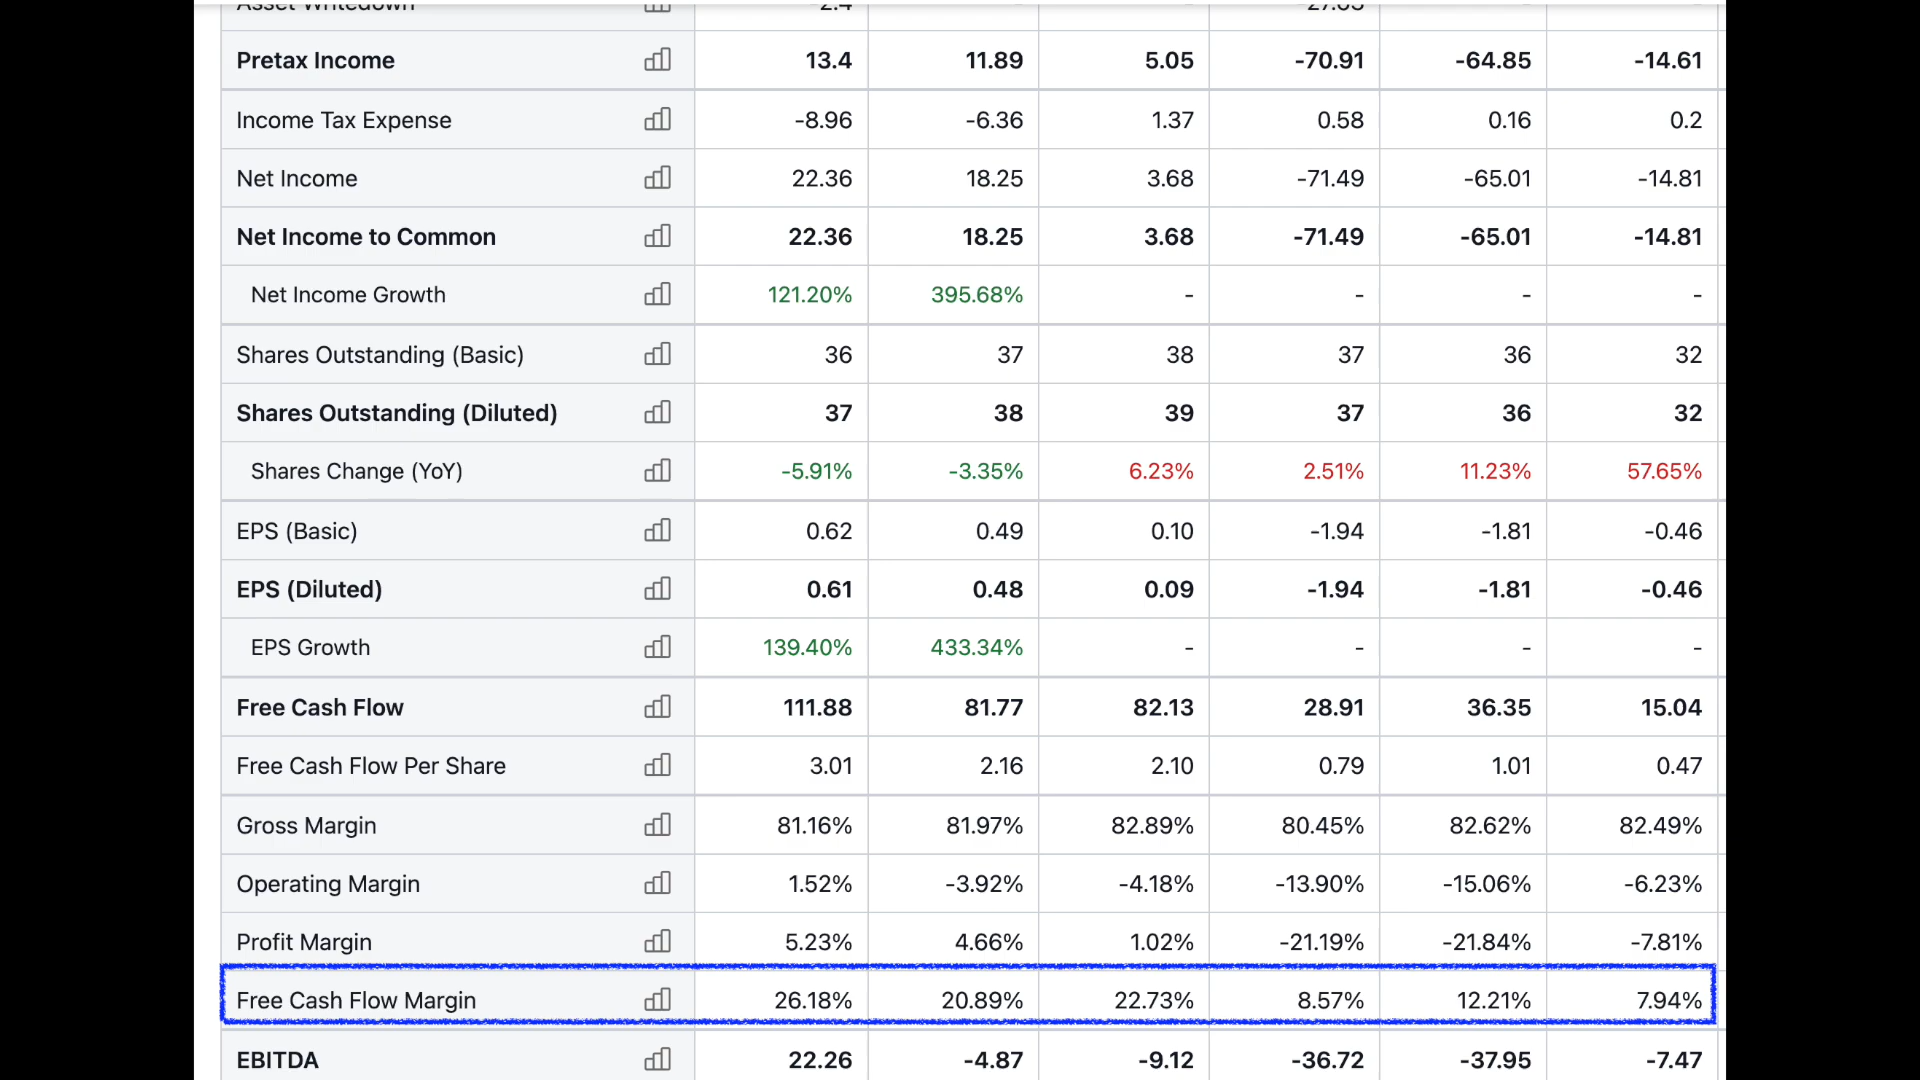 Asset Writedown -2.4 - - -27.63 - -
Pretax Income 13.4 11.89 5.05 -70.91 -64.85 -14.61
Income Tax Expense -8.96 -6.36 1.37 0.58 0.16 0.2
Net Income 22.36 18.25 3.68 -71.49 -65.01 -14.81
Net Income to Common 22.36 18.25 3.68 -71.49 -65.01 -14.81
Net Income Growth 121.20% 395.68% - - - -
Shares Outstanding (Basic) 36 37 38 37 36 32
Shares Outstanding (Diluted) 37 38 39 37 36 32
Shares Change (YoY) -5.91% -3.35% 6.23% 2.51% 11.23% 57.65%
EPS (Basic) 0.62 0.49 0.10 -1.94 -1.81 -0.46
EPS (Diluted) 0.61 0.48 0.09 -1.94 -1.81 -0.46
EPS Growth 139.40% 433.34% - - - -
Free Cash Flow 111.88 81.77 82.13 28.91 36.35 15.04
Free Cash Flow Per Share 3.01 2.16 2.10 0.79 1.01 0.47
Gross Margin 81.16% 81.97% 82.89% 80.45% 82.62% 82.49%
Operating Margin 1.52% -3.92% -4.18% -13.90% -15.06% -6.23%
Profit Margin 5.23% 4.66% 1.02% -21.19% -21.84% -7.81%
Free Cash Flow Margin 26.18% 20.89% 22.73% 8.57% 12.21% 7.94%
EBITDA 22.26 -4.87 -9.12 -36.72 -37.95 -7.47